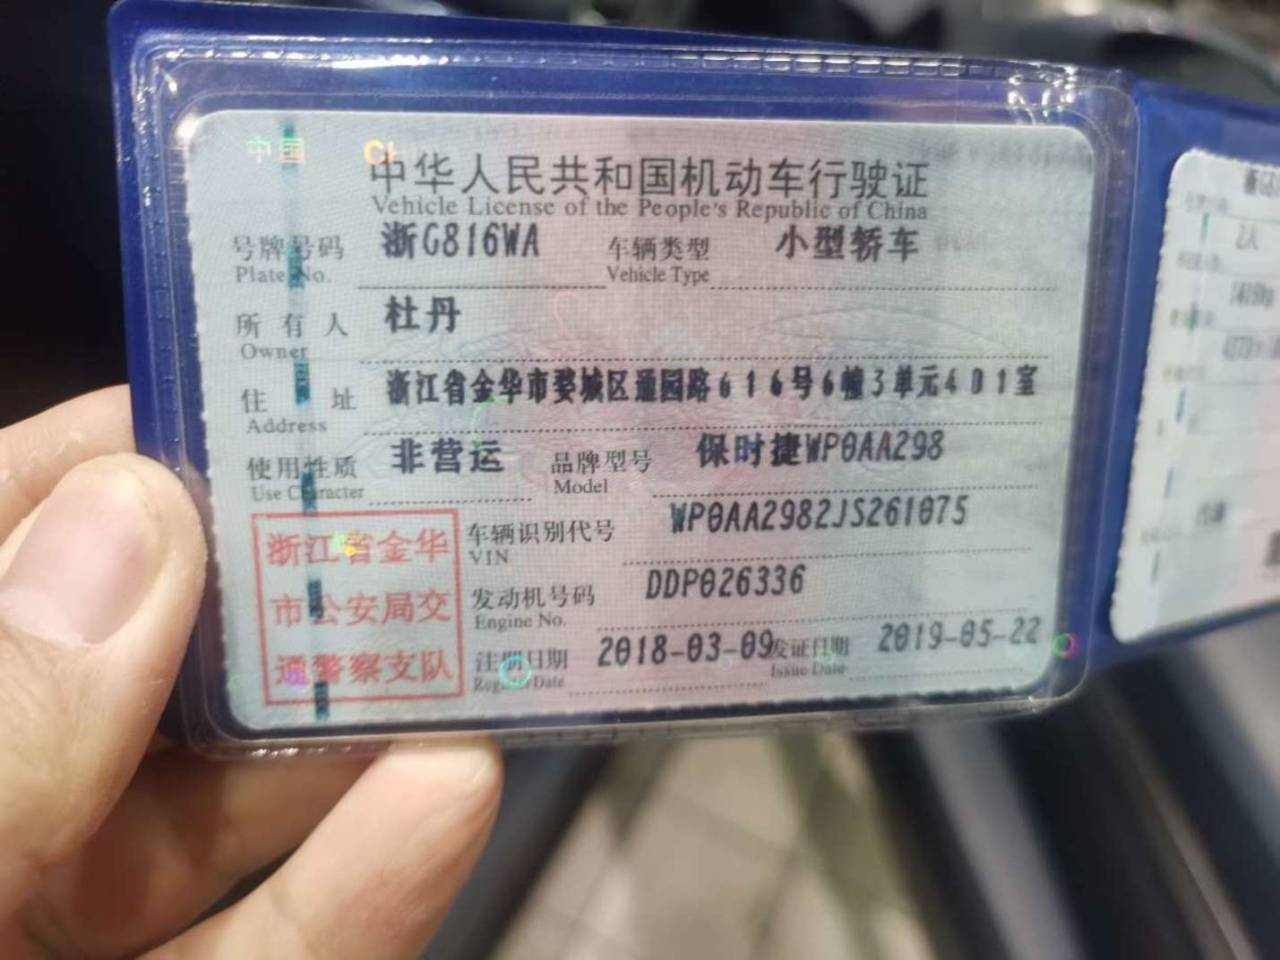 中国 CH
中华人民共和国机动车行驶证
Vehicle License of the People's Republic of China
号牌号码 浙G816WA 车辆类型 小型轿车
Plate No. Vehicle Type
所有人 杜丹
Owner
住址 浙江省金华市婺城区通园路616号6幢3单元401室
Address
使用性质 非营运 品牌型号 保时捷WP0AA298
Use Character Model
浙江省金华
市公安局交
通警察支队
车辆识别代号 WP0AA2982JS261075
VIN
发动机号码 DDP026336
Engine No.
注册日期 2018-03-09 发证日期 2019-05-22
Register Date Issue Date
2人